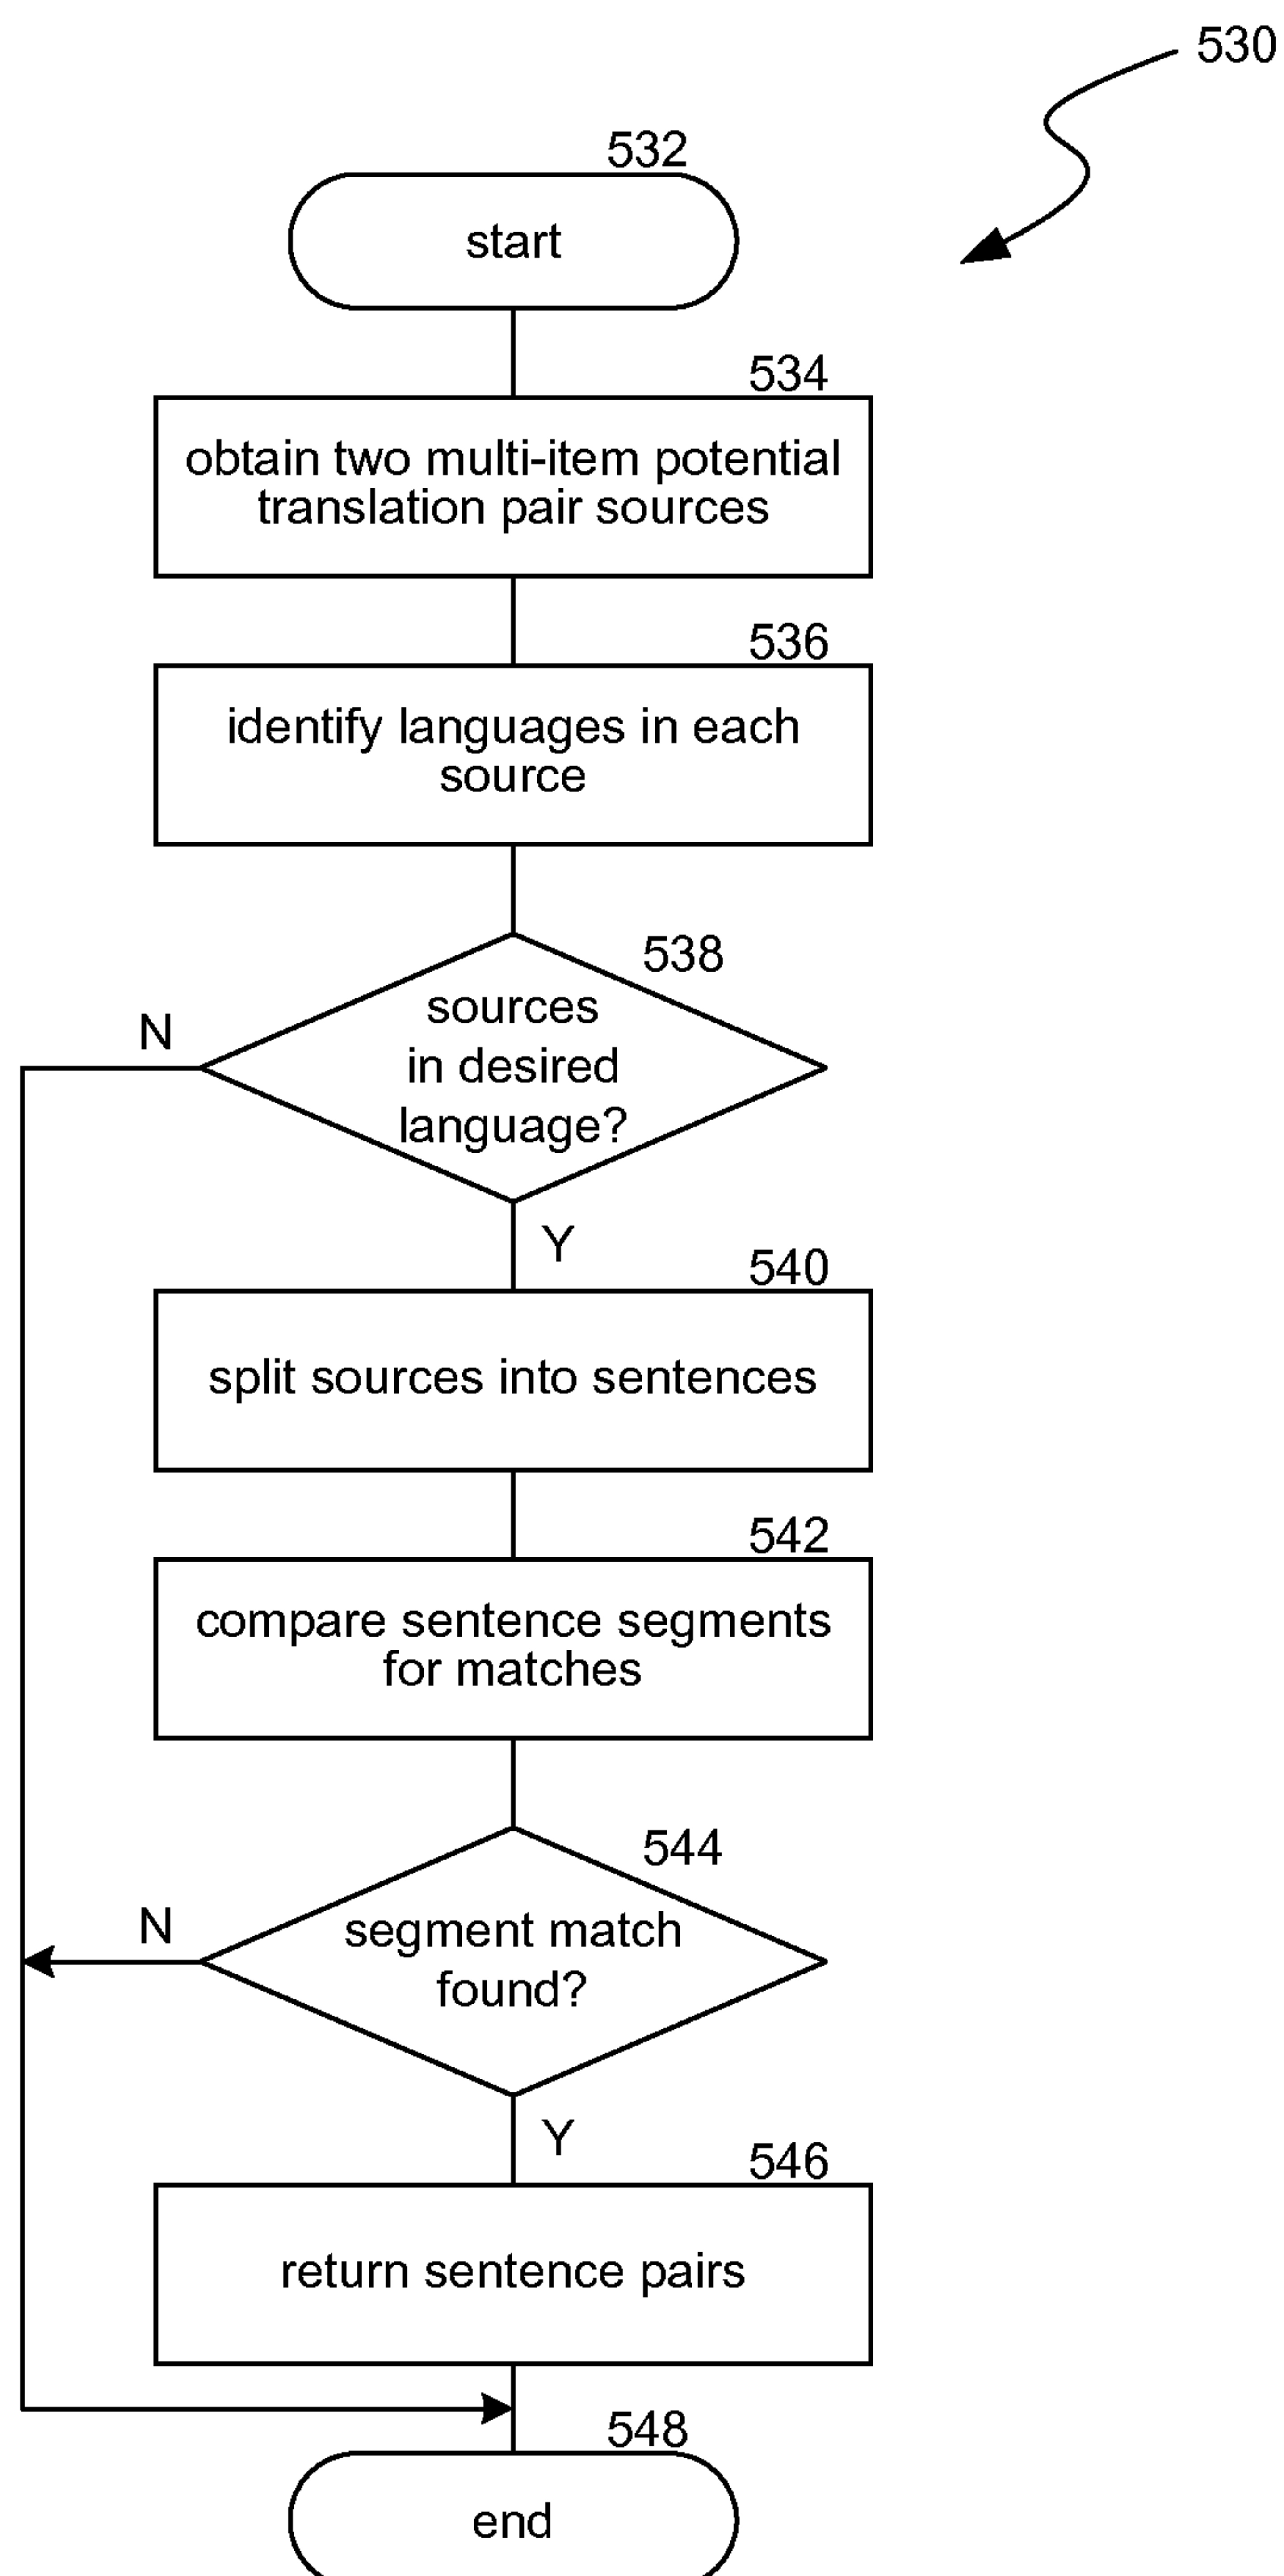 530
532
start
534
obtain two multi-item potential
translation pair sources
536
identify languages in each
source
538
sources
in desired
language?
N
Y
540
split sources into sentences
542
compare sentence segments
for matches
544
segment match
found?
N
Y
546
return sentence pairs
548
end